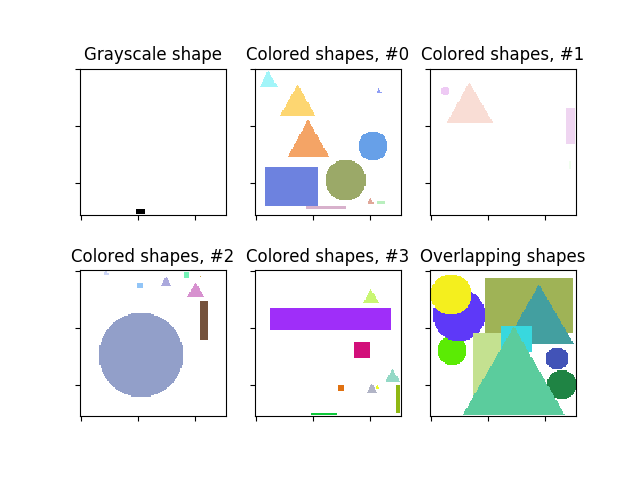 Grayscale shape
Colored shapes, #0
Colored shapes, #1
Colored shapes, #2
Colored shapes, #3
Overlapping shapes